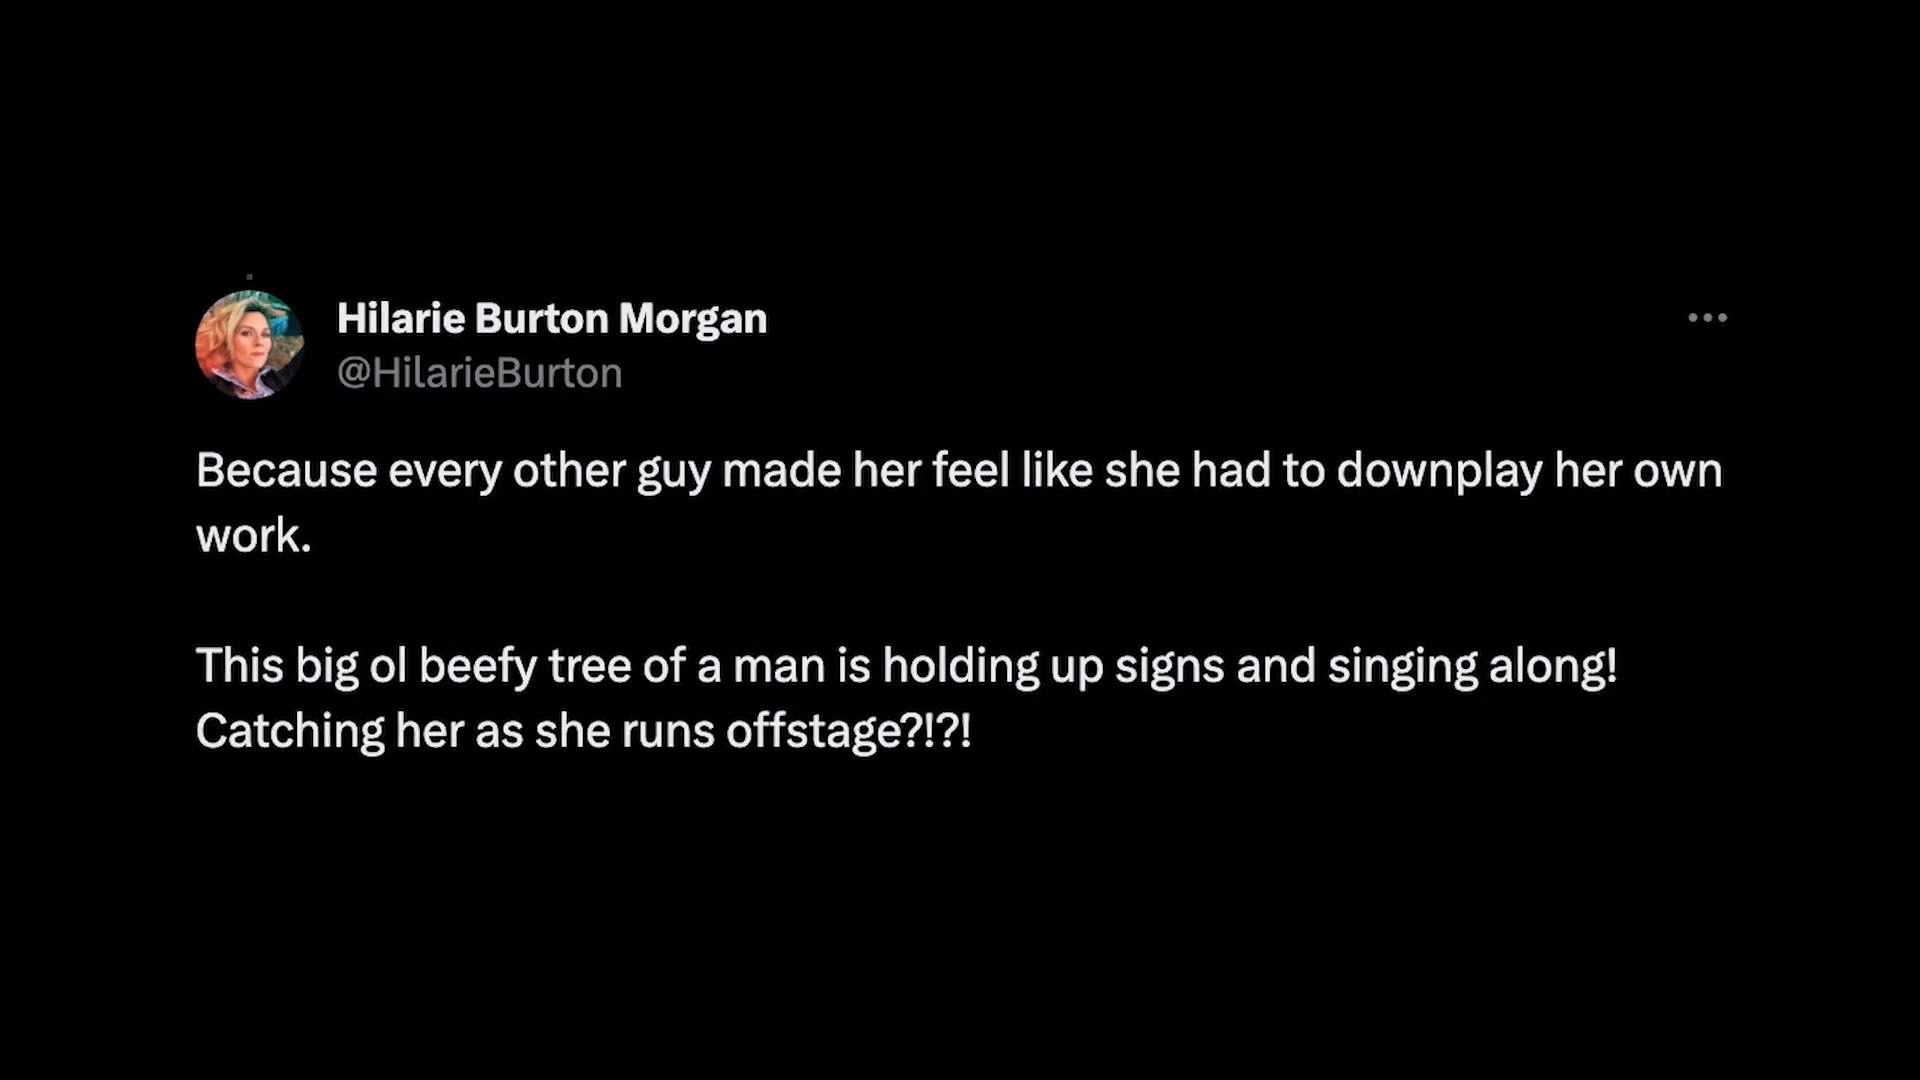 Hilarie Burton Morgan
@HilarieBurton
Because every other guy made her feel like she had to downplay her own
work.
This big ol beefy tree of a man is holding up signs and singing along!
Catching her as she runs offstage?!?!